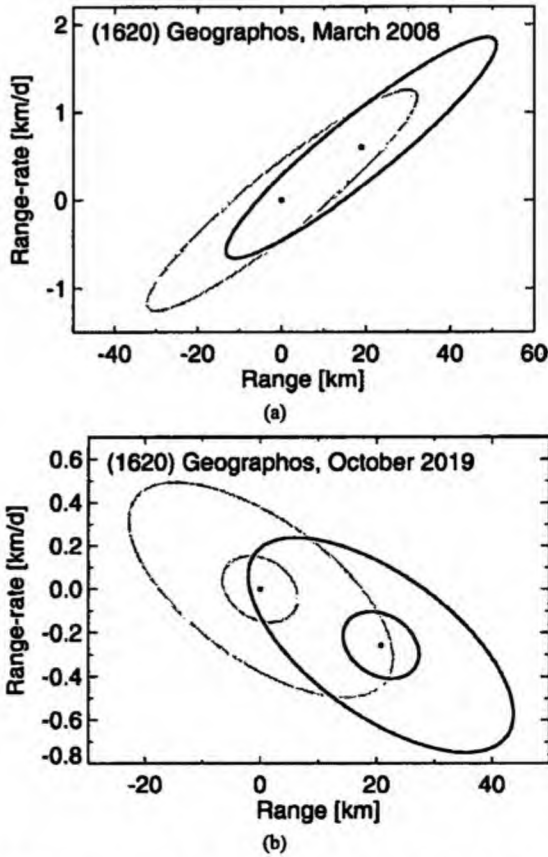 (1620) Geographos, March 2008
2
1
0
-1
Range-rate [km/d]
-40 -20 0 20 40 60
Range [km]
(a)
(1620) Geographos, October 2019
0.6
0.4
0.2
0.0
-0.2
-0.4
-0.6
-0.8
Range-rate [km/d]
-20 0 20 40
Range [km]
(b)